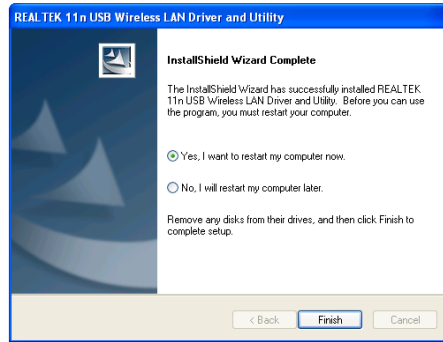 REALTEK 11n USB Wireless LAN Driver and Utility
InstallShield Wizard Complete
The InstallShield Wizard has successfully installed REALTEK
11n USB Wireless LAN Driver and Utility. Before you can use
the program, you must restart your computer.
Yes, I want to restart my computer now.
No, I will restart my computer later.
Remove any disks from their drives, and then click Finish to
complete setup.
< Back
Finish
Cancel